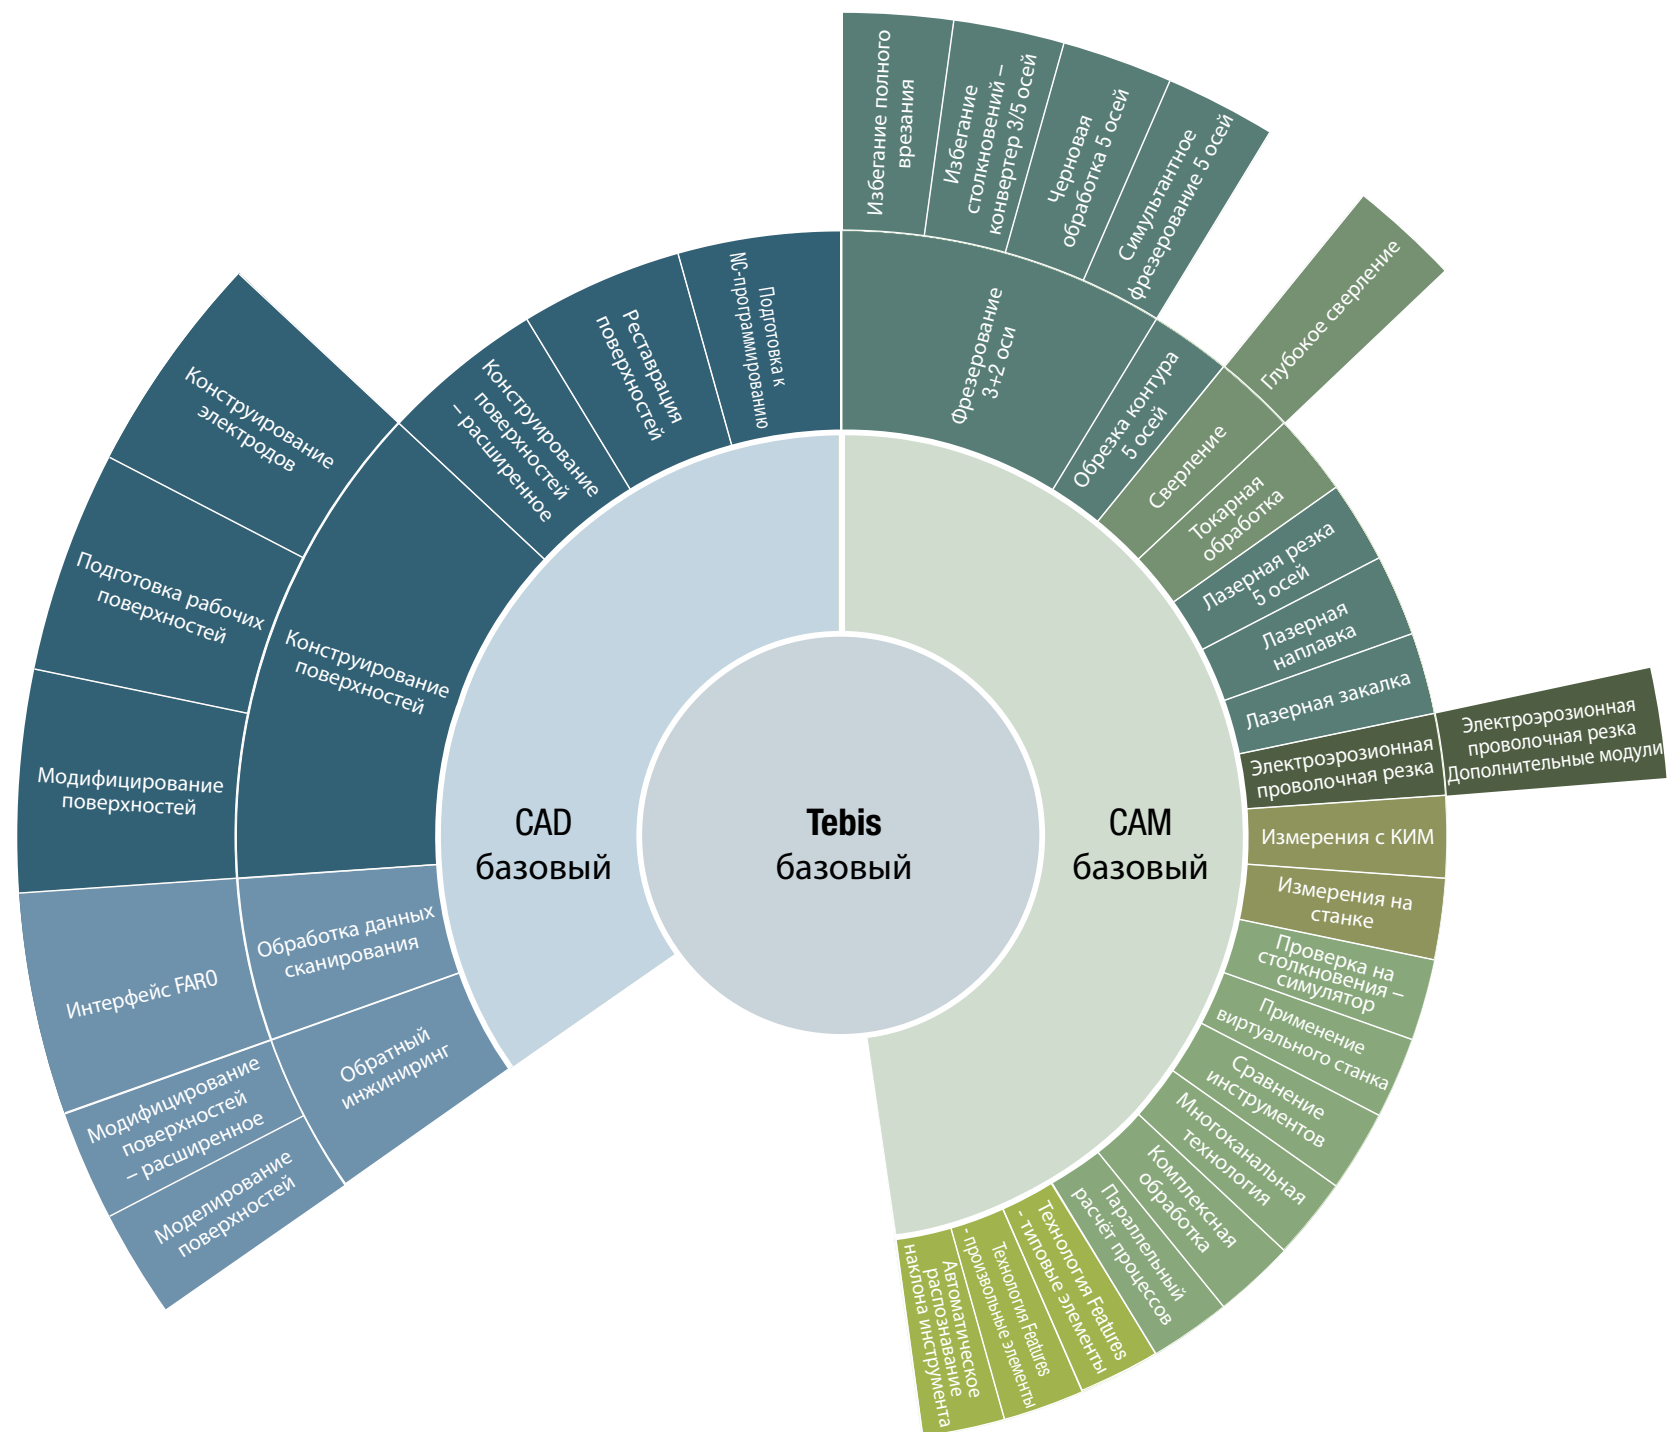 Tebis
базовый
CAD
базовый
CAM
базовый
Избегание полного
врезания
Избегание
столкновений –
конвертер 3/5 осей
Черновая
обработка 5 осей
Симультантное
фрезерование 5 осей
Фрезерование
3+2 оси
Обрезка контура
5 осей
Глубокое сверление
Сверление
Токарная
обработка
Лазерная резка
5 осей
Лазерная
наплавка
Лазерная закалка
Электроэрозионная
проволочная резка
Электроэрозионная
проволочная резка
Дополнительные модули
Измерения с КИМ
Измерения на
станке
Проверка на
столкновения –
симулятор
Применение
виртуального станка
Сравнение
инструментов
Многоканальная
технология
Комплексная
обработка
Параллельный
расчёт процессов
Технология Features
- типовые элементы
Технология Features
- произвольные элементы
Автоматическое
распознавание
наклона инструмента
Подготовка к
NC-программированию
Реставрация
поверхностей
Конструирование
поверхностей
– расширенное
Конструирование
поверхностей
Конструирование
электродов
Подготовка рабочих
поверхностей
Модифицирование
поверхностей
Обработка данных
сканирования
Интерфейс FARO
Обратный
инжиниринг
Модифицирование
поверхностей
– расширенное
Моделирование
поверхностей